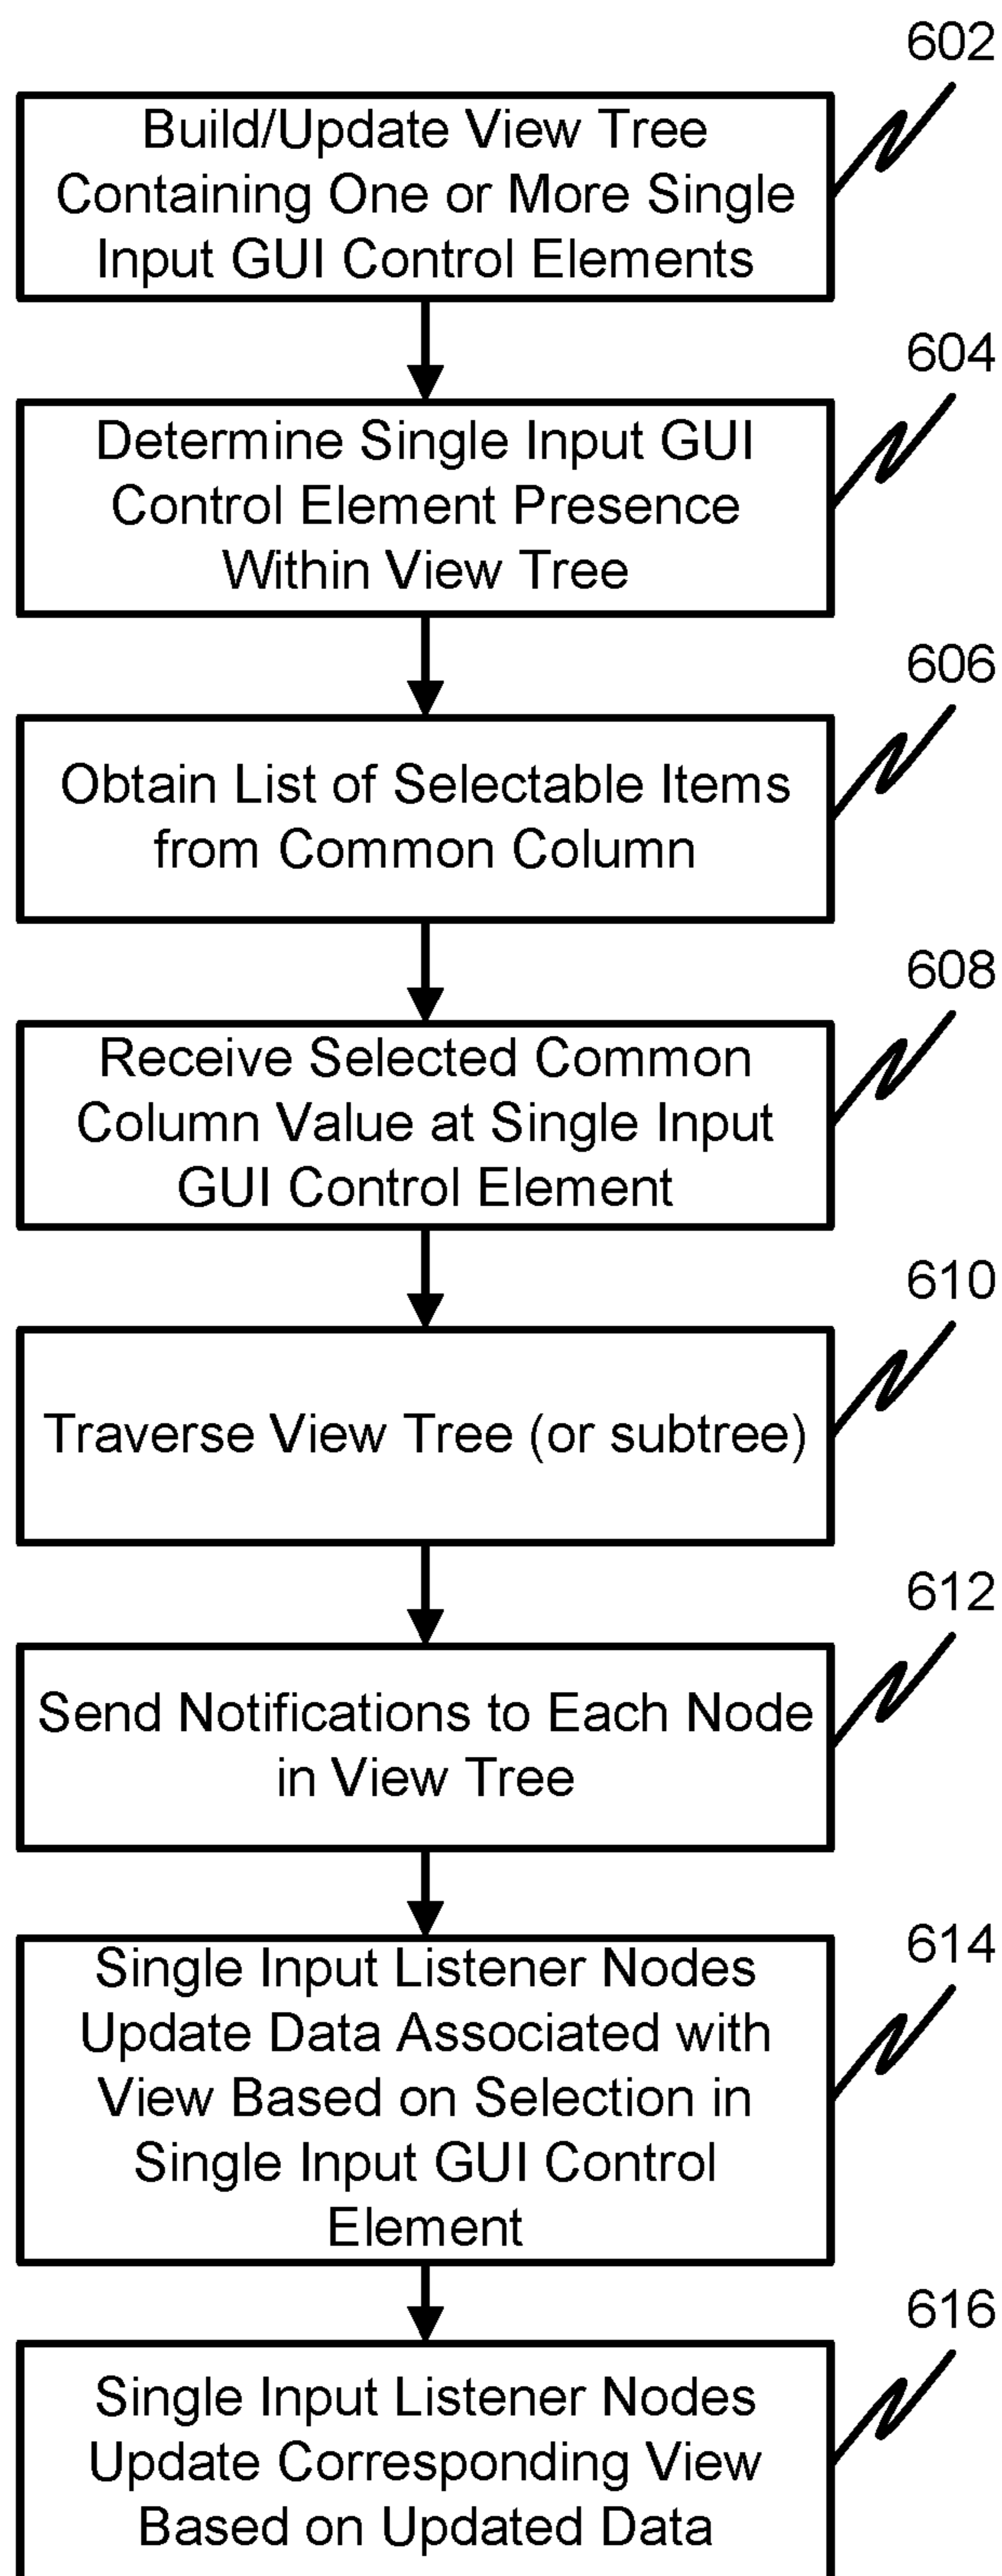 602
Build/Update View Tree
Containing One or More Single
Input GUI Control Elements
604
Determine Single Input GUI
Control Element Presence
Within View Tree
606
Obtain List of Selectable Items
from Common Column
608
Receive Selected Common
Column Value at Single Input
GUI Control Element
610
Traverse View Tree (or subtree)
612
Send Notifications to Each Node
in View Tree
614
Single Input Listener Nodes
Update Data Associated with
View Based on Selection in
Single Input GUI Control
Element
616
Single Input Listener Nodes
Update Corresponding View
Based on Updated Data